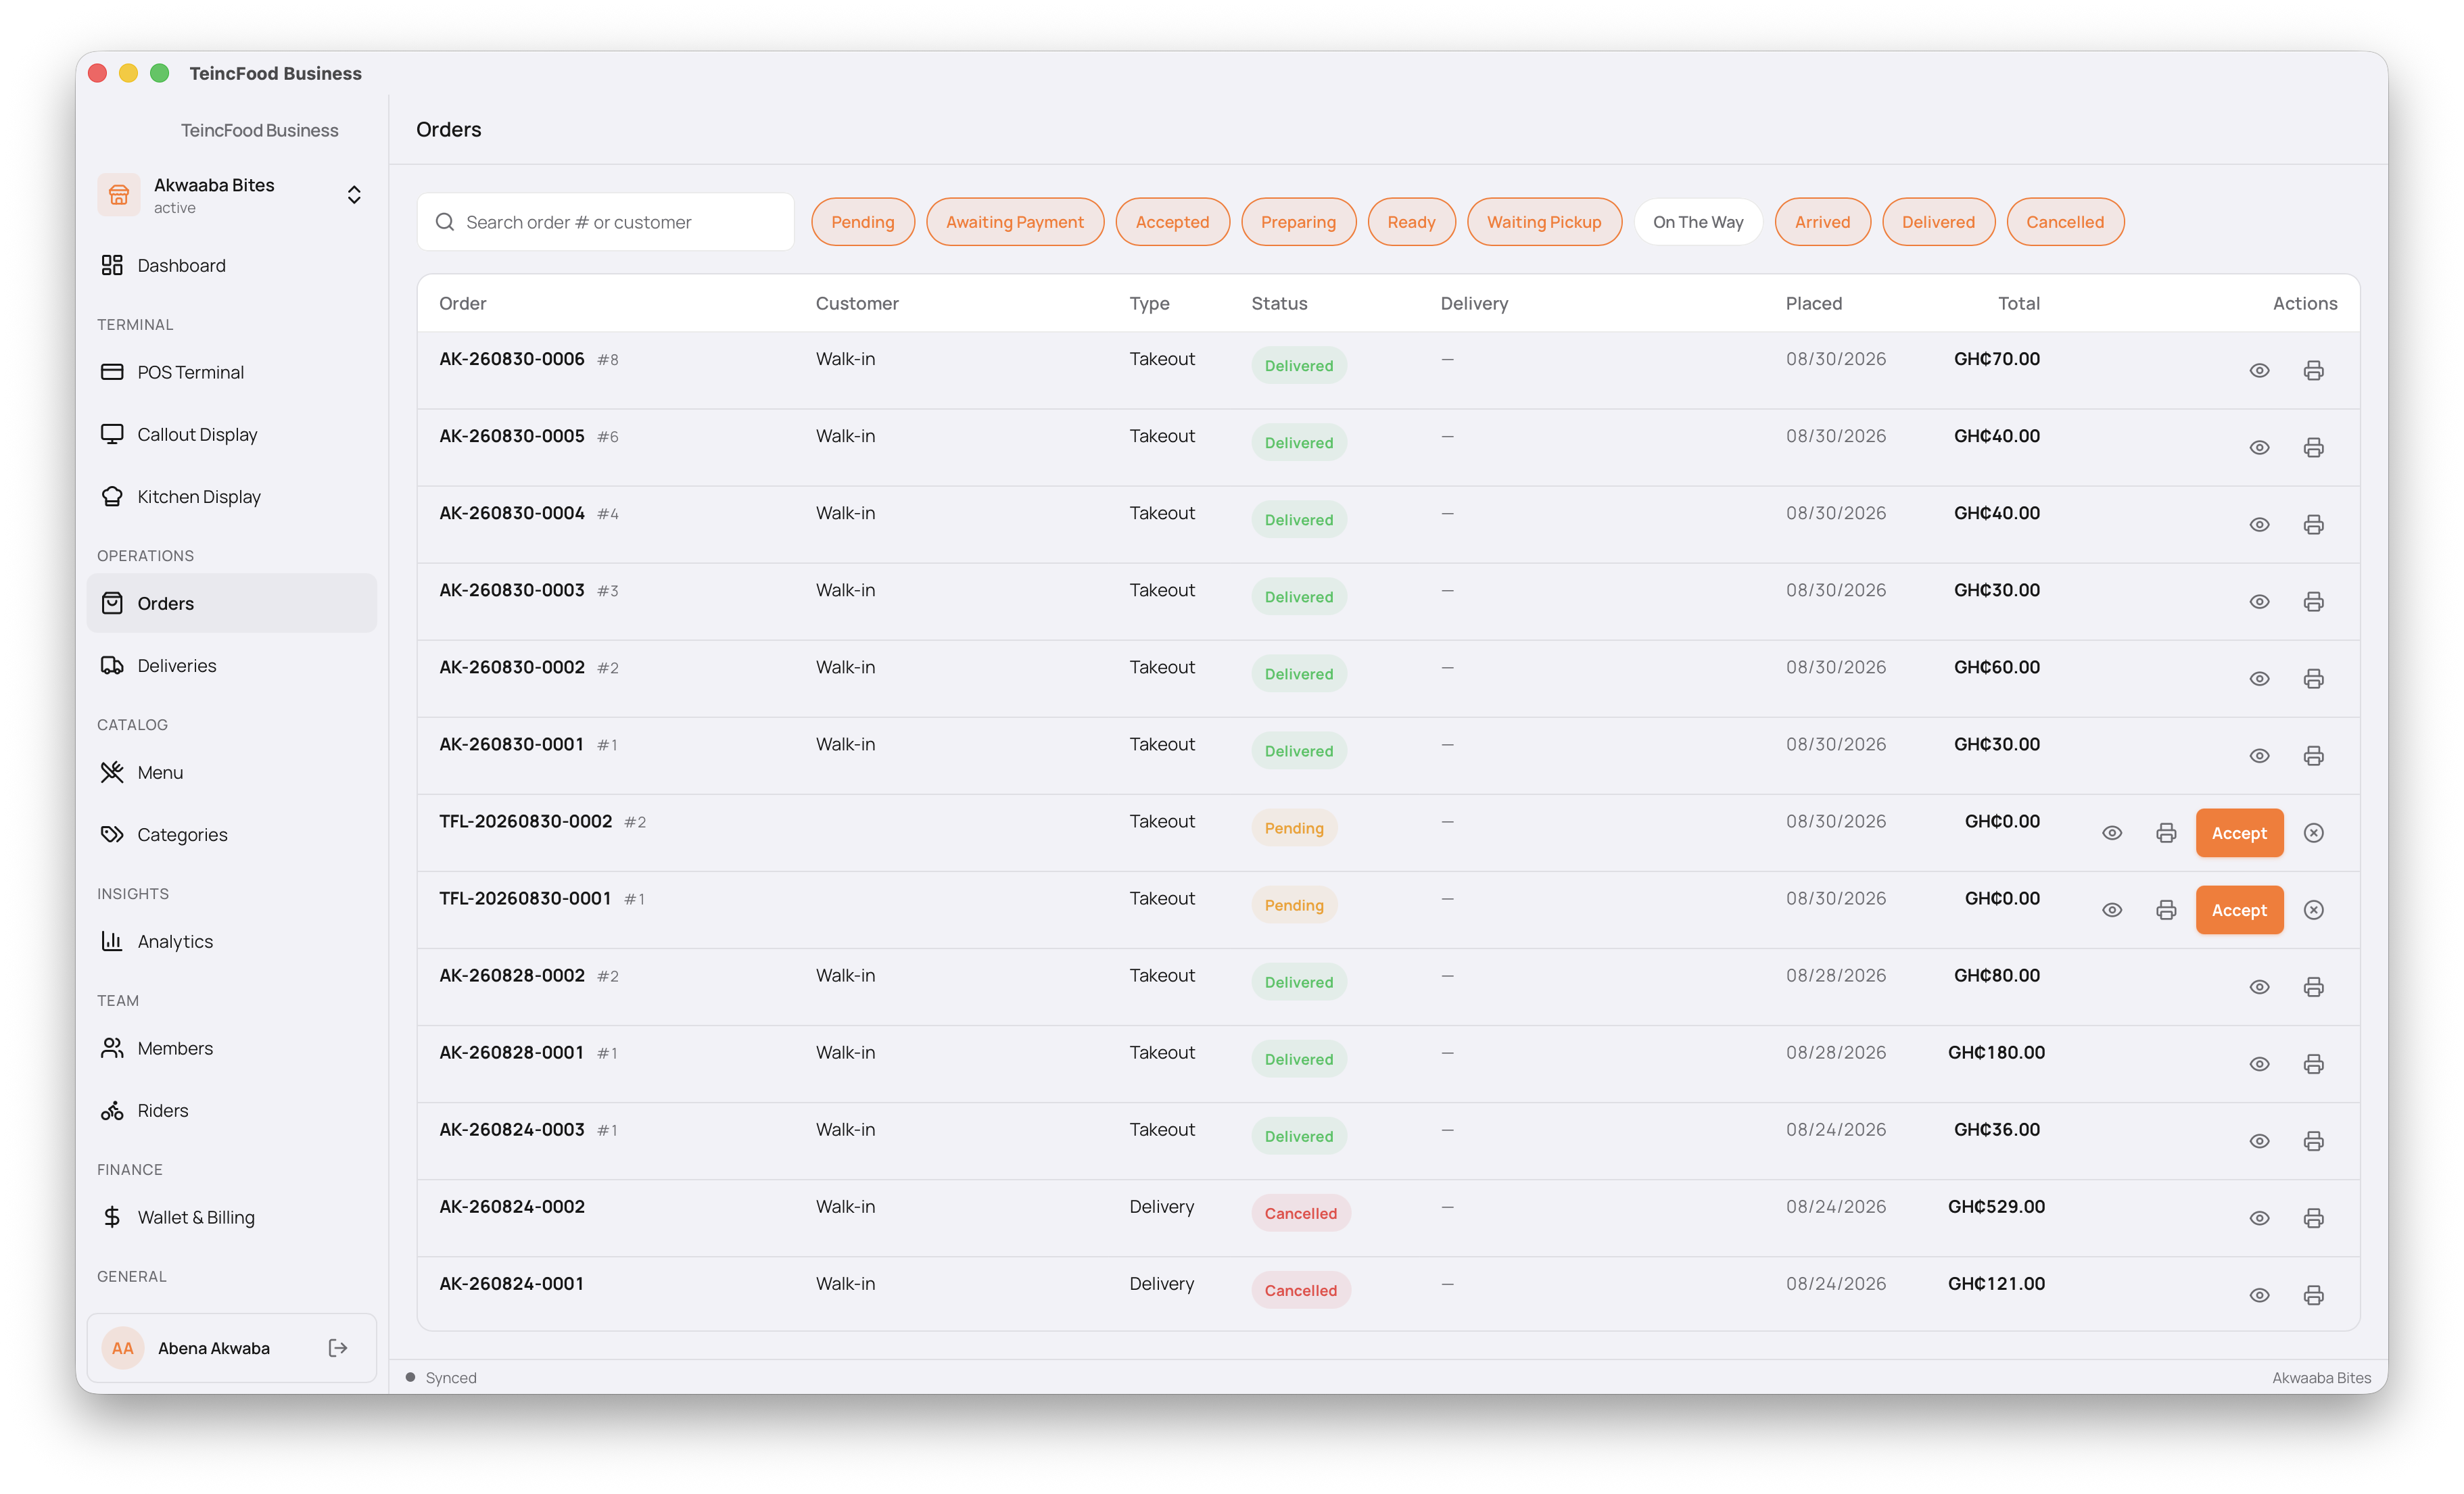 TeincFood Business
TeincFood Business
Akwaaba Bites
active
Dashboard
TERMINAL
POS Terminal
Callout Display
Kitchen Display
OPERATIONS
Orders
Deliveries
CATALOG
Menu
Categories
INSIGHTS
Analytics
TEAM
Members
Riders
FINANCE
Wallet & Billing
GENERAL
AA Abena Akwaba
Orders
Search order # or customer Pending Awaiting Payment Accepted Preparing Ready Waiting Pickup On The Way Arrived Delivered Cancelled
Order Customer Type Status Delivery Placed Total Actions
AK-260830-0006 #8 Walk-in Takeout Delivered — 08/30/2026 GH₵70.00
AK-260830-0005 #6 Walk-in Takeout Delivered — 08/30/2026 GH₵40.00
AK-260830-0004 #4 Walk-in Takeout Delivered — 08/30/2026 GH₵40.00
AK-260830-0003 #3 Walk-in Takeout Delivered — 08/30/2026 GH₵30.00
AK-260830-0002 #2 Walk-in Takeout Delivered — 08/30/2026 GH₵60.00
AK-260830-0001 #1 Walk-in Takeout Delivered — 08/30/2026 GH₵30.00
TFL-20260830-0002 #2 Takeout Pending — 08/30/2026 GH₵0.00 Accept
TFL-20260830-0001 #1 Takeout Pending — 08/30/2026 GH₵0.00 Accept
AK-260828-0002 #2 Walk-in Takeout Delivered — 08/28/2026 GH₵80.00
AK-260828-0001 #1 Walk-in Takeout Delivered — 08/28/2026 GH₵180.00
AK-260824-0003 #1 Walk-in Takeout Delivered — 08/24/2026 GH₵36.00
AK-260824-0002 Walk-in Delivery Cancelled — 08/24/2026 GH₵529.00
AK-260824-0001 Walk-in Delivery Cancelled — 08/24/2026 GH₵121.00
Synced Akwaaba Bites